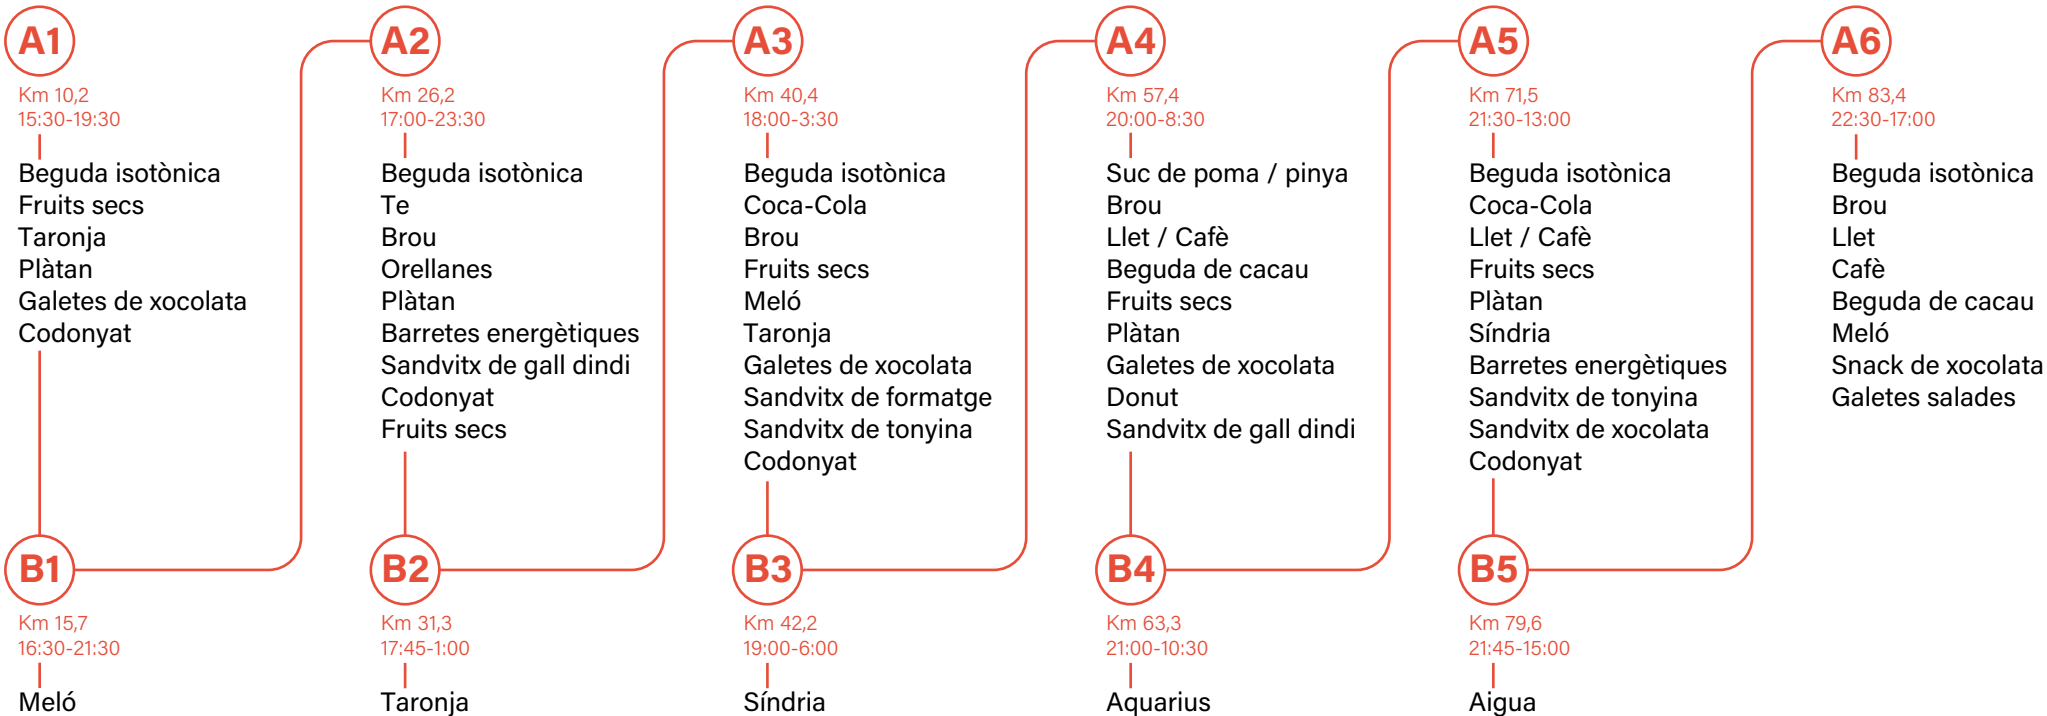 A1
Km 10,2
15:30-19:30
Beguda isotònica
Fruits secs
Taronja
Plàtan
Galetes de xocolata
Codonyat
B1
Km 15,7
16:30-21:30
Meló
A2
Km 26,2
17:00-23:30
Beguda isotònica
Te
Brou
Orellanes
Plàtan
Barretes energètiques
Sandvitx de gall dindi
Codonyat
Fruits secs
B2
Km 31,3
17:45-1:00
Taronja
A3
Km 40,4
18:00-3:30
Beguda isotònica
Coca-Cola
Brou
Fruits secs
Meló
Taronja
Galetes de xocolata
Sandvitx de formatge
Sandvitx de tonyina
Codonyat
B3
Km 42,2
19:00-6:00
Síndria
A4
Km 57,4
20:00-8:30
Suc de poma / pinya
Brou
Llet / Cafè
Beguda de cacau
Fruits secs
Plàtan
Galetes de xocolata
Donut
Sandvitx de gall dindi
B4
Km 63,3
21:00-10:30
Aquarius
A5
Km 71,5
21:30-13:00
Beguda isotònica
Coca-Cola
Llet / Cafè
Fruits secs
Plàtan
Síndria
Barretes energètiques
Sandvitx de tonyina
Sandvitx de xocolata
Codonyat
B5
Km 79,6
21:45-15:00
Aigua
A6
Km 83,4
22:30-17:00
Beguda isotònica
Brou
Llet
Cafè
Beguda de cacau
Meló
Snack de xocolata
Galetes salades